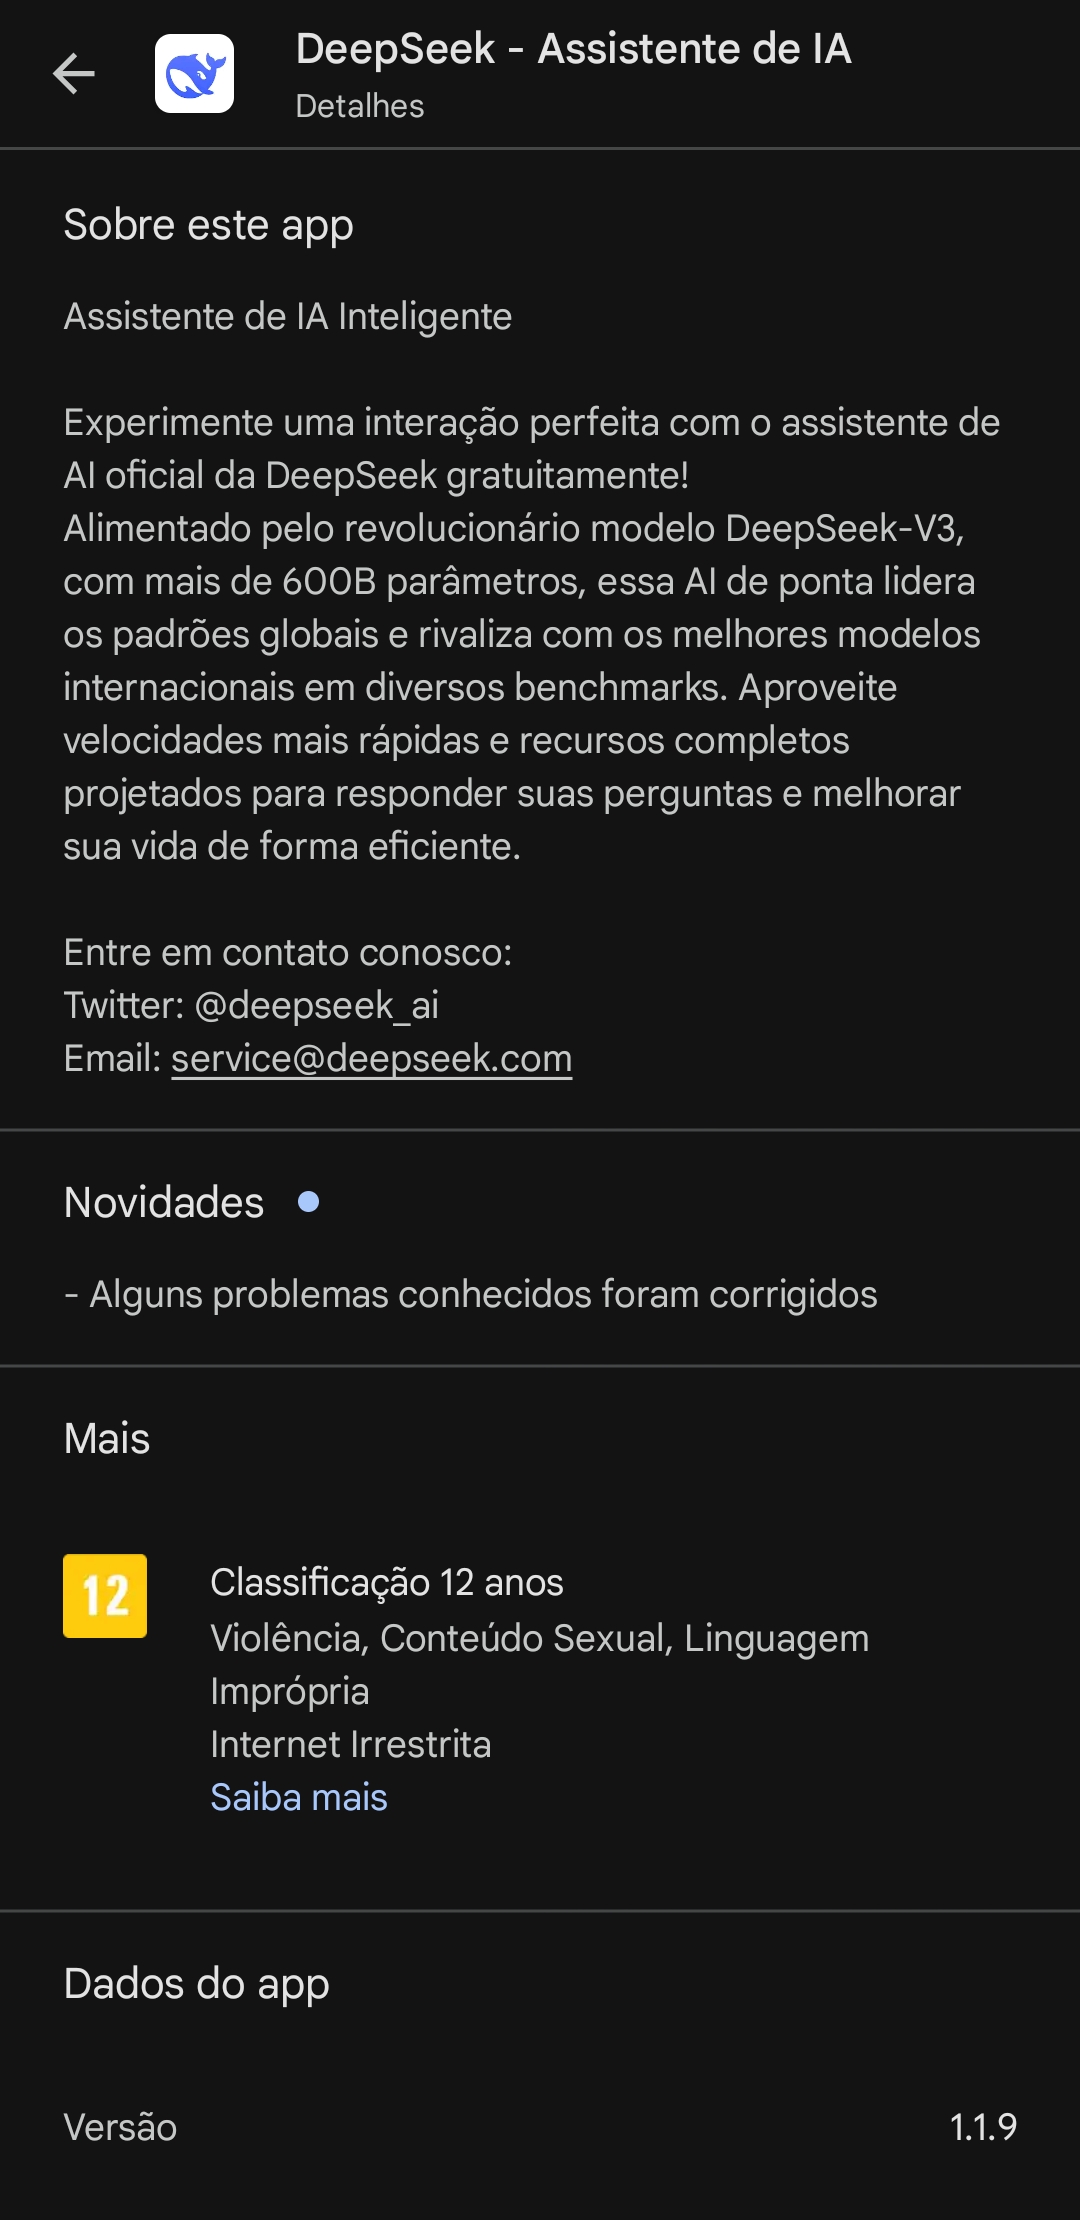 DeepSeek - Assistente de IA
Detalhes
Sobre este app
Assistente de IA Inteligente
Experimente uma interação perfeita com o assistente de
AI oficial da DeepSeek gratuitamente!
Alimentado pelo revolucionário modelo DeepSeek-V3,
com mais de 600B parâmetros, essa AI de ponta lidera
os padrões globais e rivaliza com os melhores modelos
internacionais em diversos benchmarks. Aproveite
velocidades mais rápidas e recursos completos
projetados para responder suas perguntas e melhorar
sua vida de forma eficiente.
Entre em contato conosco:
Twitter: @deepseek_ai
Email: service@deepseek.com
Novidades
- Alguns problemas conhecidos foram corrigidos
Mais
12
Classificação 12 anos
Violência, Conteúdo Sexual, Linguagem
Imprópria
Internet Irrestrita
Saiba mais
Dados do app
Versão 1.1.9